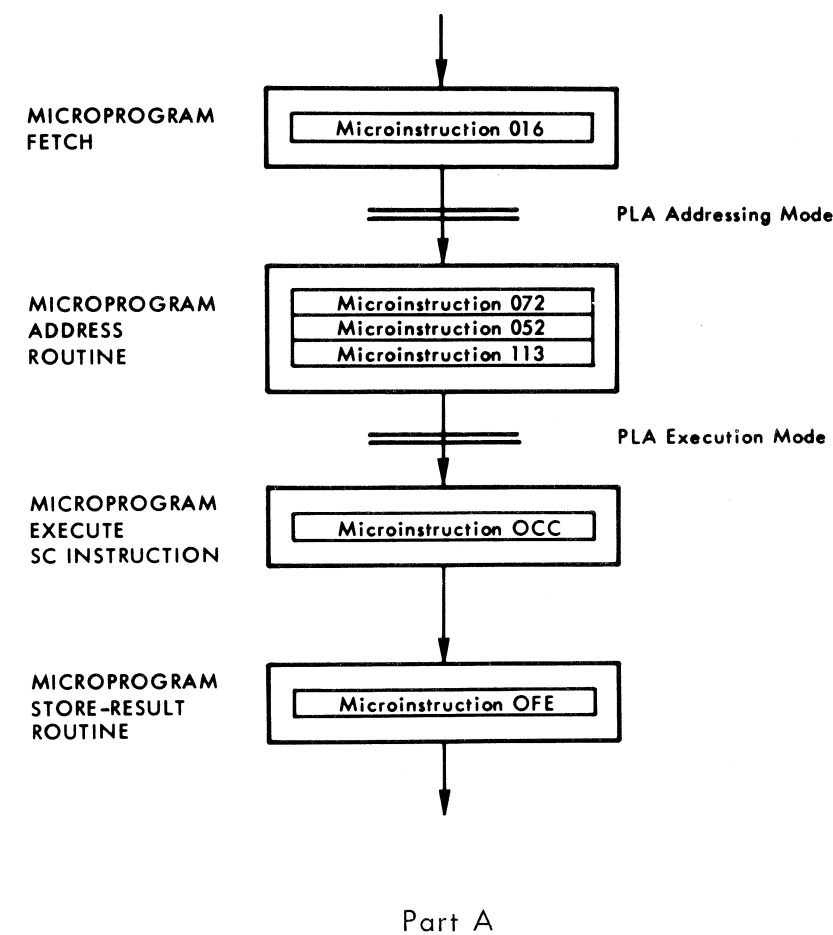 MICROPROGRAM
FETCH
Microinstruction 016
PLA Addressing Mode
MICROPROGRAM
ADDRESS
ROUTINE
Microinstruction 072
Microinstruction 052
Microinstruction 113
PLA Execution Mode
MICROPROGRAM
EXECUTE
SC INSTRUCTION
Microinstruction OCC
MICROPROGRAM
STORE-RESULT
ROUTINE
Microinstruction OFE
Part A